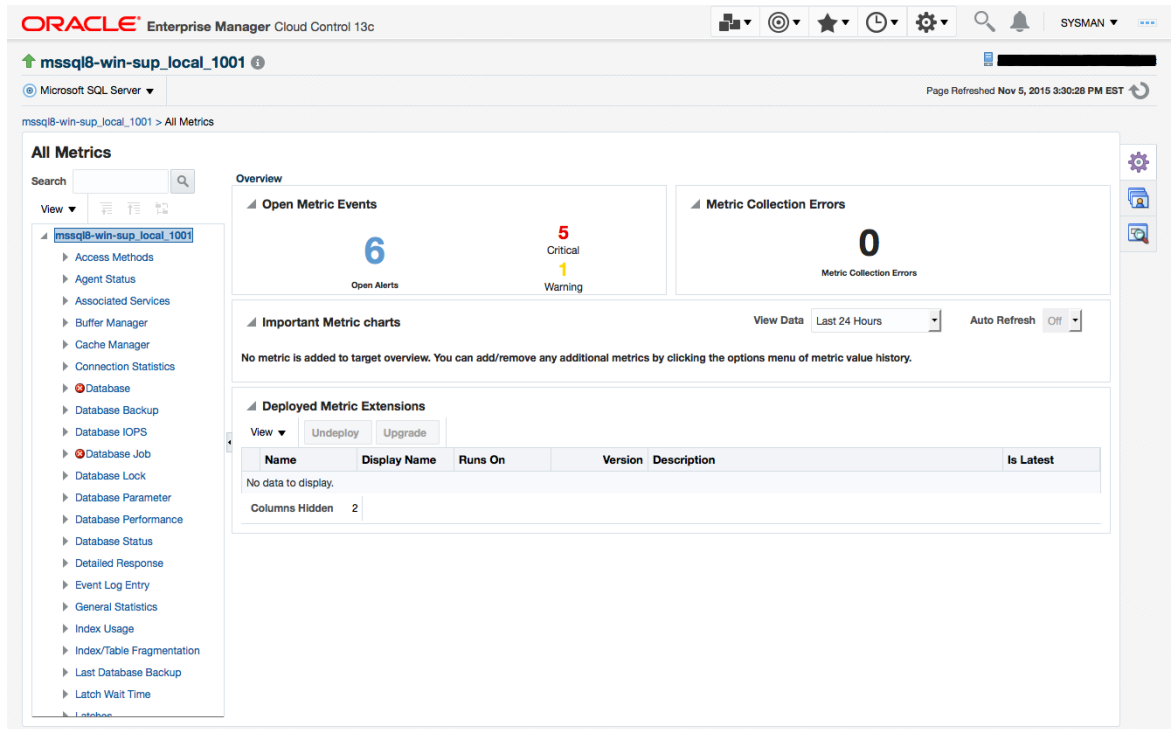 ORACLE Enterprise Manager Cloud Control 13c
SYSMAN
mssql8-win-sup_local_1001
Microsoft SQL Server
Page Refreshed Nov 5, 2015 3:30:28 PM EST
mssql8-win-sup_local_1001 > All Metrics
All Metrics
Search
View
mssql8-win-sup_local_1001
Access Methods
Agent Status
Associated Services
Buffer Manager
Cache Manager
Connection Statistics
Database
Database Backup
Database IOPS
Database Job
Database Lock
Database Parameter
Database Performance
Database Status
Detailed Response
Event Log Entry
General Statistics
Index Usage
Index/Table Fragmentation
Last Database Backup
Latch Wait Time
Latches
Overview
Open Metric Events
6
Open Alerts
5
Critical
1
Warning
Metric Collection Errors
0
Metric Collection Errors
Important Metric charts
View Data Last 24 Hours Auto Refresh Off
No metric is added to target overview. You can add/remove any additional metrics by clicking the options menu of metric value history.
Deployed Metric Extensions
View Undeploy Upgrade
Name Display Name Runs On Version Description Is Latest
No data to display.
Columns Hidden 2